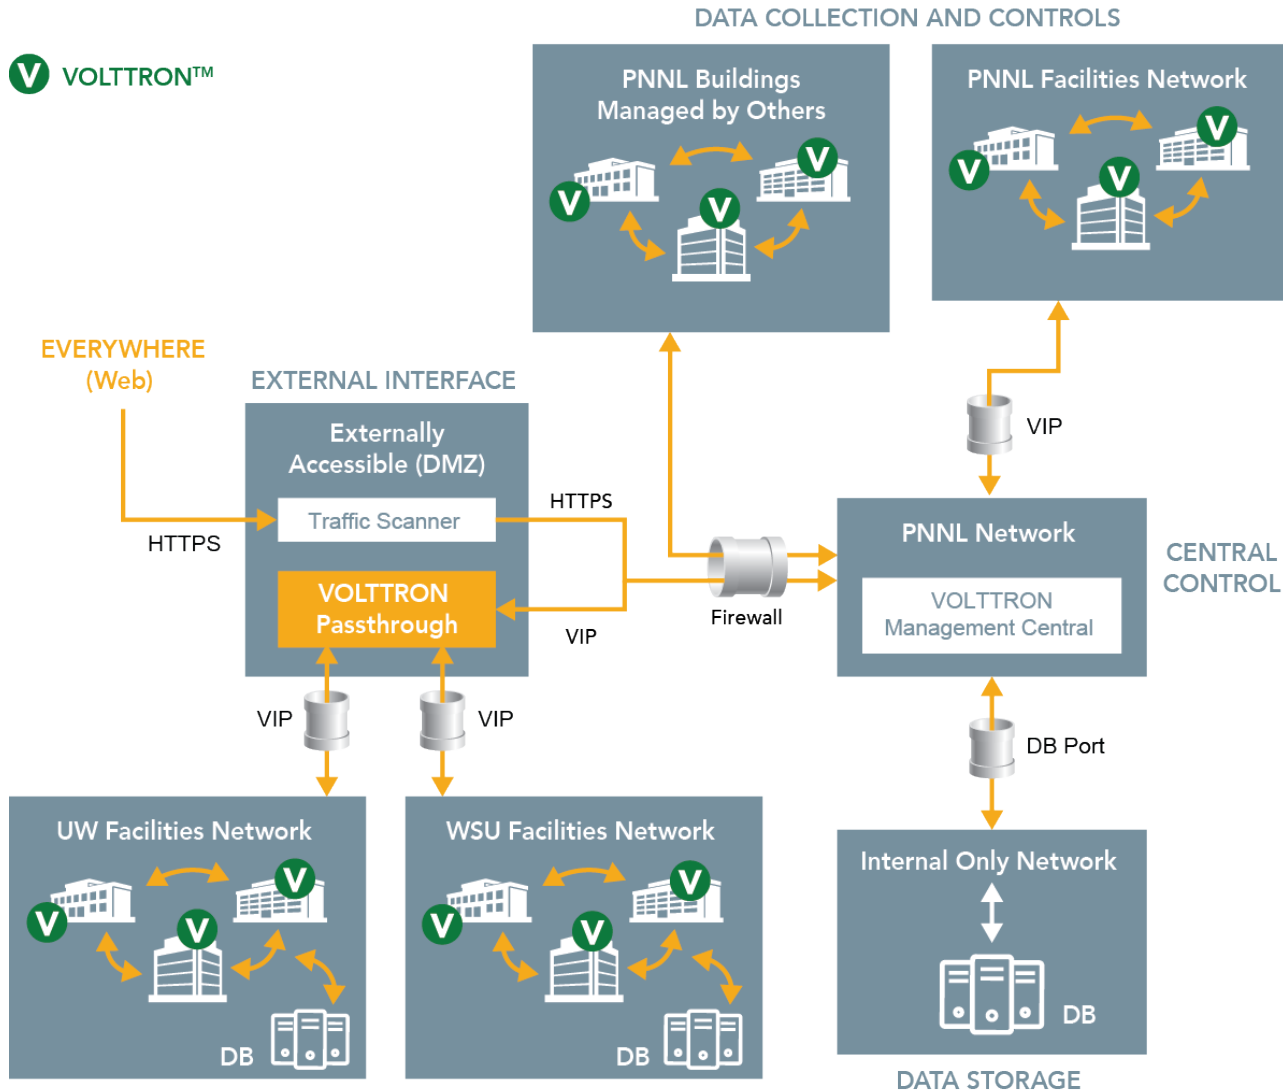 DATA COLLECTION AND CONTROLS
V VOLTTRON™
PNNL Buildings
Managed by Others
V
V
V
PNNL Facilities Network
V
V
V
EVERYWHERE
(Web)
HTTPS
EXTERNAL INTERFACE
Externally
Accessible (DMZ)
Traffic Scanner
VOLTTRON
Passthrough
HTTPS
VIP
Firewall
VIP
PNNL Network
VOLTTRON
Management Central
CENTRAL
CONTROL
VIP
VIP
DB Port
UW Facilities Network
V
V
V
DB
WSU Facilities Network
V
V
V
DB
Internal Only Network
DB
DATA STORAGE